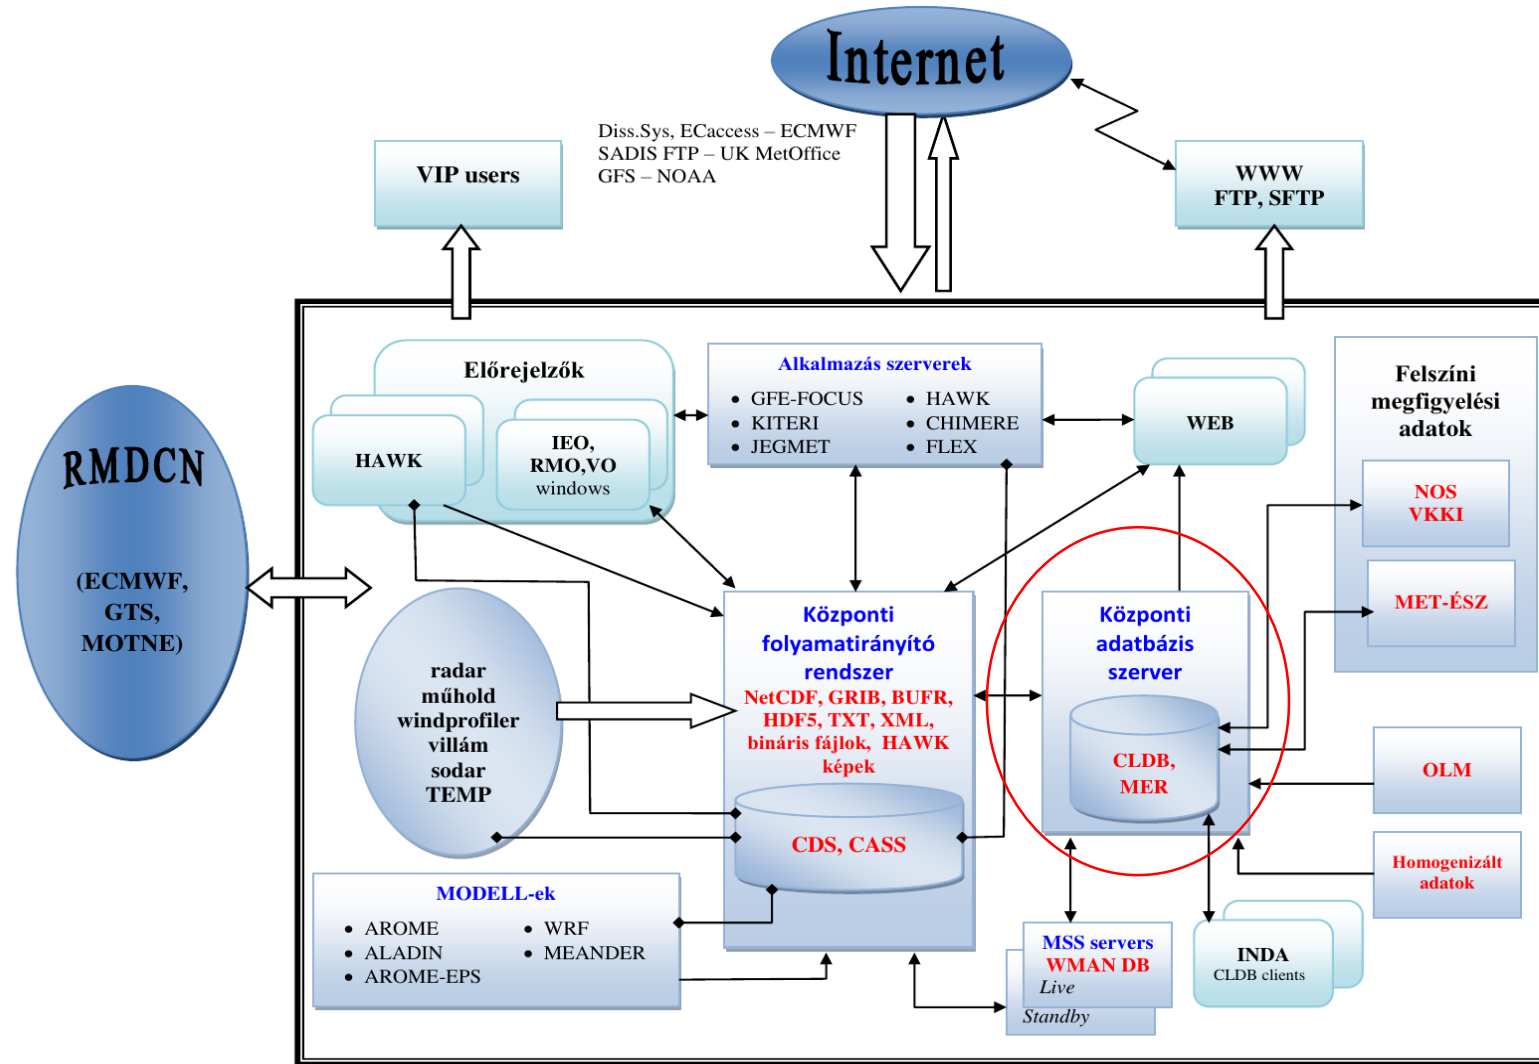 Internet
Diss.Sys, ECaccess – ECMWF
SADIS FTP – UK MetOffice
GFS – NOAA
VIP users
WWW
FTP, SFTP
RMDCN
(ECMWF,
GTS,
MOTNE)
Előrejelzők
HAWK
IEO,
RMO,VO
windows
Alkalmazás szerverek
• GFE-FOCUS
• KITERI
• JEGMET
• HAWK
• CHIMERE
• FLEX
WEB
Felszíni
megfigyelési
adatok
NOS
VKKI
MET-ÉSZ
radar
műhold
windprofiler
villám
sodar
TEMP
Központi
folyamatirányító
rendszer
NetCDF, GRIB, BUFR,
HDF5, TXT, XML,
bináris fájlok, HAWK
képek
CDS, CASS
Központi
adatbázis
szerver
CLDB,
MER
OLM
Homogenizált
adatok
MODELL-ek
• AROME
• ALADIN
• AROME-EPS
• WRF
• MEANDER
MSS servers
WMAN DB
Live
Standby
INDA
CLDB clients